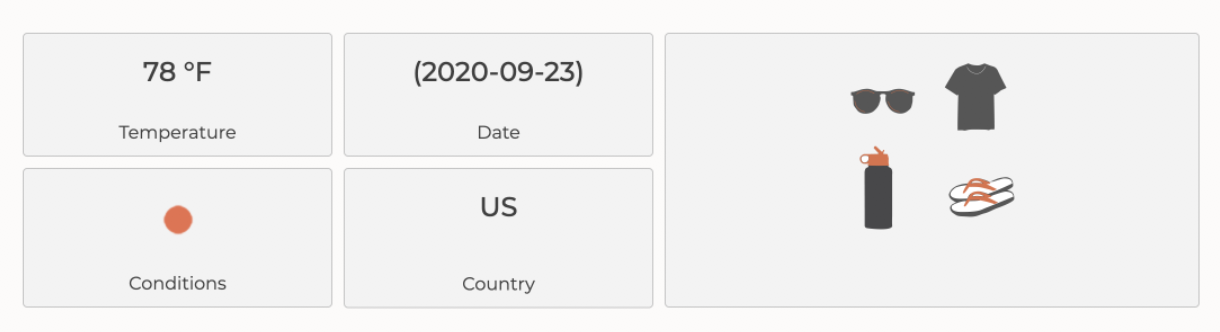 78 °F
Temperature
(2020-09-23)
Date
Conditions
US
Country